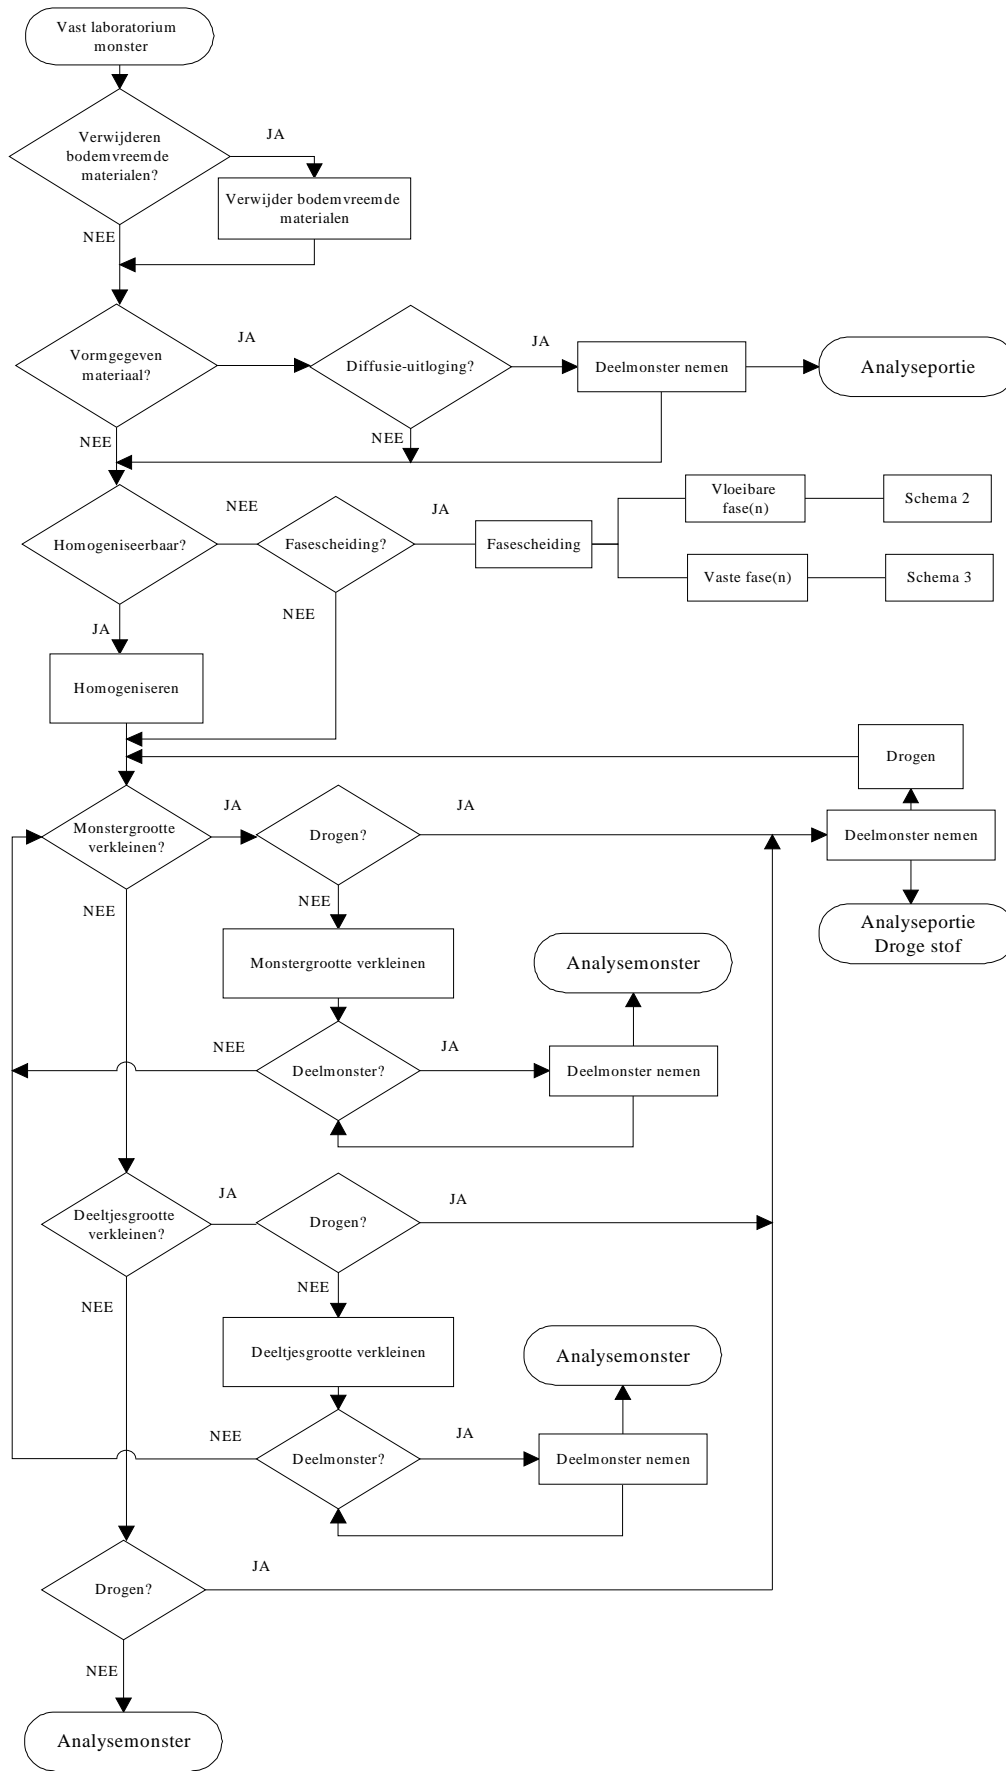 Vast laboratorium
monster
Verwijderen
bodemvreemde
materialen?
JA
Verwijder bodemvreemde
materialen
NEE
Vormgegeven
materiaal?
JA
Diffusie-uitloging?
JA
Deelmonster nemen
Analyseportie
NEE
NEE
Homogeniseerbaar?
NEE
Fasescheiding?
JA
Fasescheiding
Vloeibare
fase(n)
Schema 2
Vaste fase(n)
Schema 3
JA
NEE
Homogeniseren
Drogen
Monstergrootte
verkleinen?
JA
Drogen?
JA
Deelmonster nemen
NEE
NEE
Analyseportie
Droge stof
Monstergrootte verkleinen
Analysemonster
NEE
Deelmonster?
JA
Deelmonster nemen
Deeltjesgrootte
verkleinen?
JA
Drogen?
JA
NEE
NEE
Deeltjesgrootte verkleinen
Analysemonster
NEE
Deelmonster?
JA
Deelmonster nemen
Drogen?
JA
NEE
Analysemonster